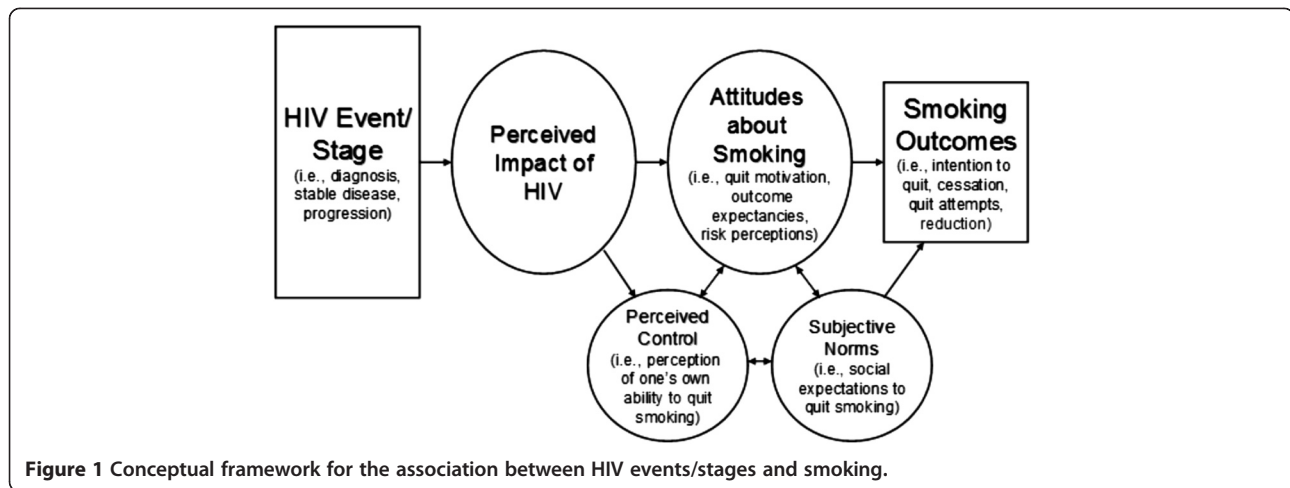 HIV Event/
Stage
(i.e., diagnosis,
stable disease,
progression)
Perceived
Impact of
HIV
Attitudes
about
Smoking
(i.e., quit motivation,
outcome
expectancies,
risk perceptions)
Smoking
Outcomes
(i.e., intention to
quit, cessation,
quit attempts,
reduction)
Perceived
Control
(i.e., perception
of one's own
ability to quit
smoking)
Subjective
Norms
(i.e., social
expectations to
quit smoking)
Figure 1 Conceptual framework for the association between HIV events/stages and smoking.